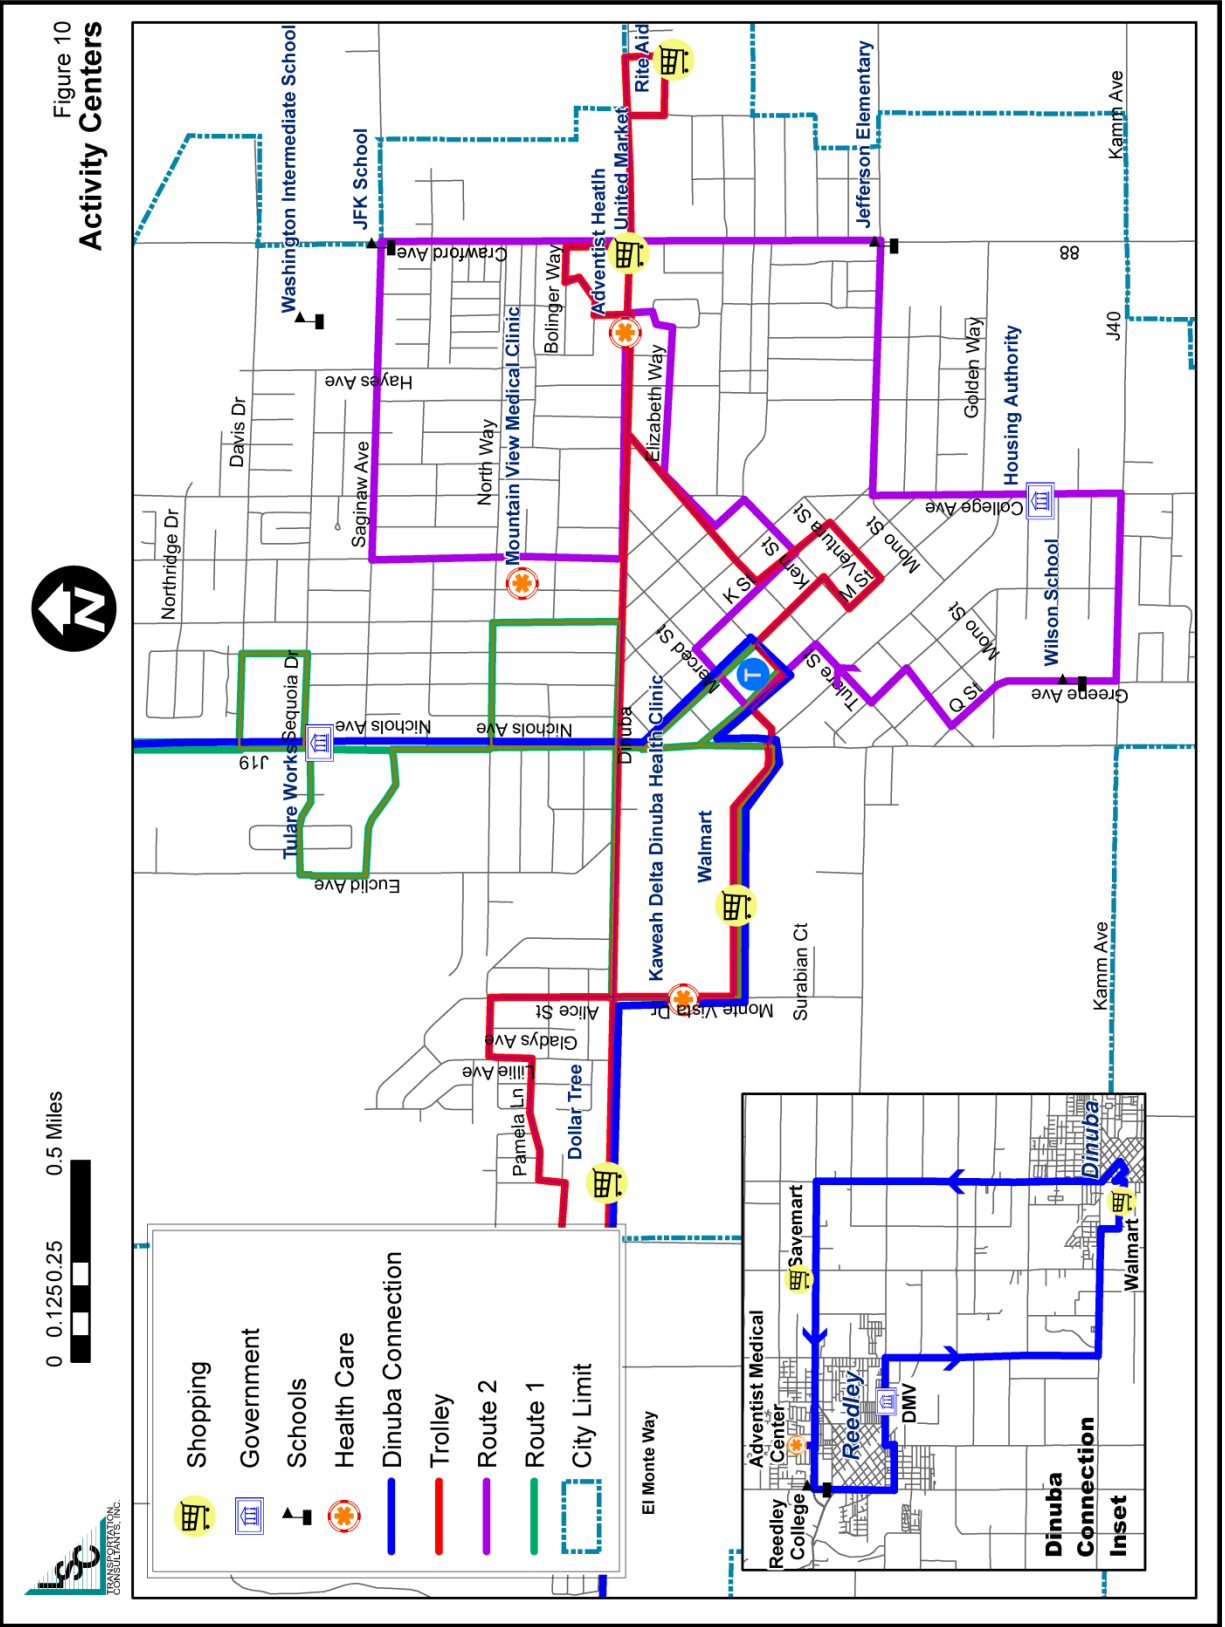 Figure 10
Activity Centers
0 0.125 0.25 0.5 Miles
LSC
TRANSPORTATION
CONSULTANTS, INC.
N
Washington Intermediate School
JFK School
Rite Aid
United Market
Adventist Heatlh
Jefferson Elementary
Kamm Ave
Crawford Ave
Bolinger Way
88
J40
Hayes Ave
Davis Dr
Saginaw Ave
North Way
Mountain View Medical Clinic
Elizabeth Way
Golden Way
Housing Authority
College Ave
Northridge Dr
K St
Kern St
Ventura St
M St
Mono St
Merced St
Tulare St
Mono St
Q St
Wilson School
Greene Ave
Sequoia Dr
Tulare Works
Nichols Ave
Nichols Ave
J19
Dinuba
Kaweah Delta Dinuba Health Clinic
Walmart
Euclid Ave
Surabian Ct
Kamm Ave
Monte Vista Dr
Alice St
Gladys Ave
Lillie Ave
Pamela Ln
Dollar Tree
El Monte Way
Shopping
Government
Schools
Health Care
Dinuba Connection
Trolley
Route 2
Route 1
City Limit
T
Dinuba
Walmart
Savemart
Adventist Medical
Center
Reedley
DMV
Reedley
College
Dinuba
Connection
Inset